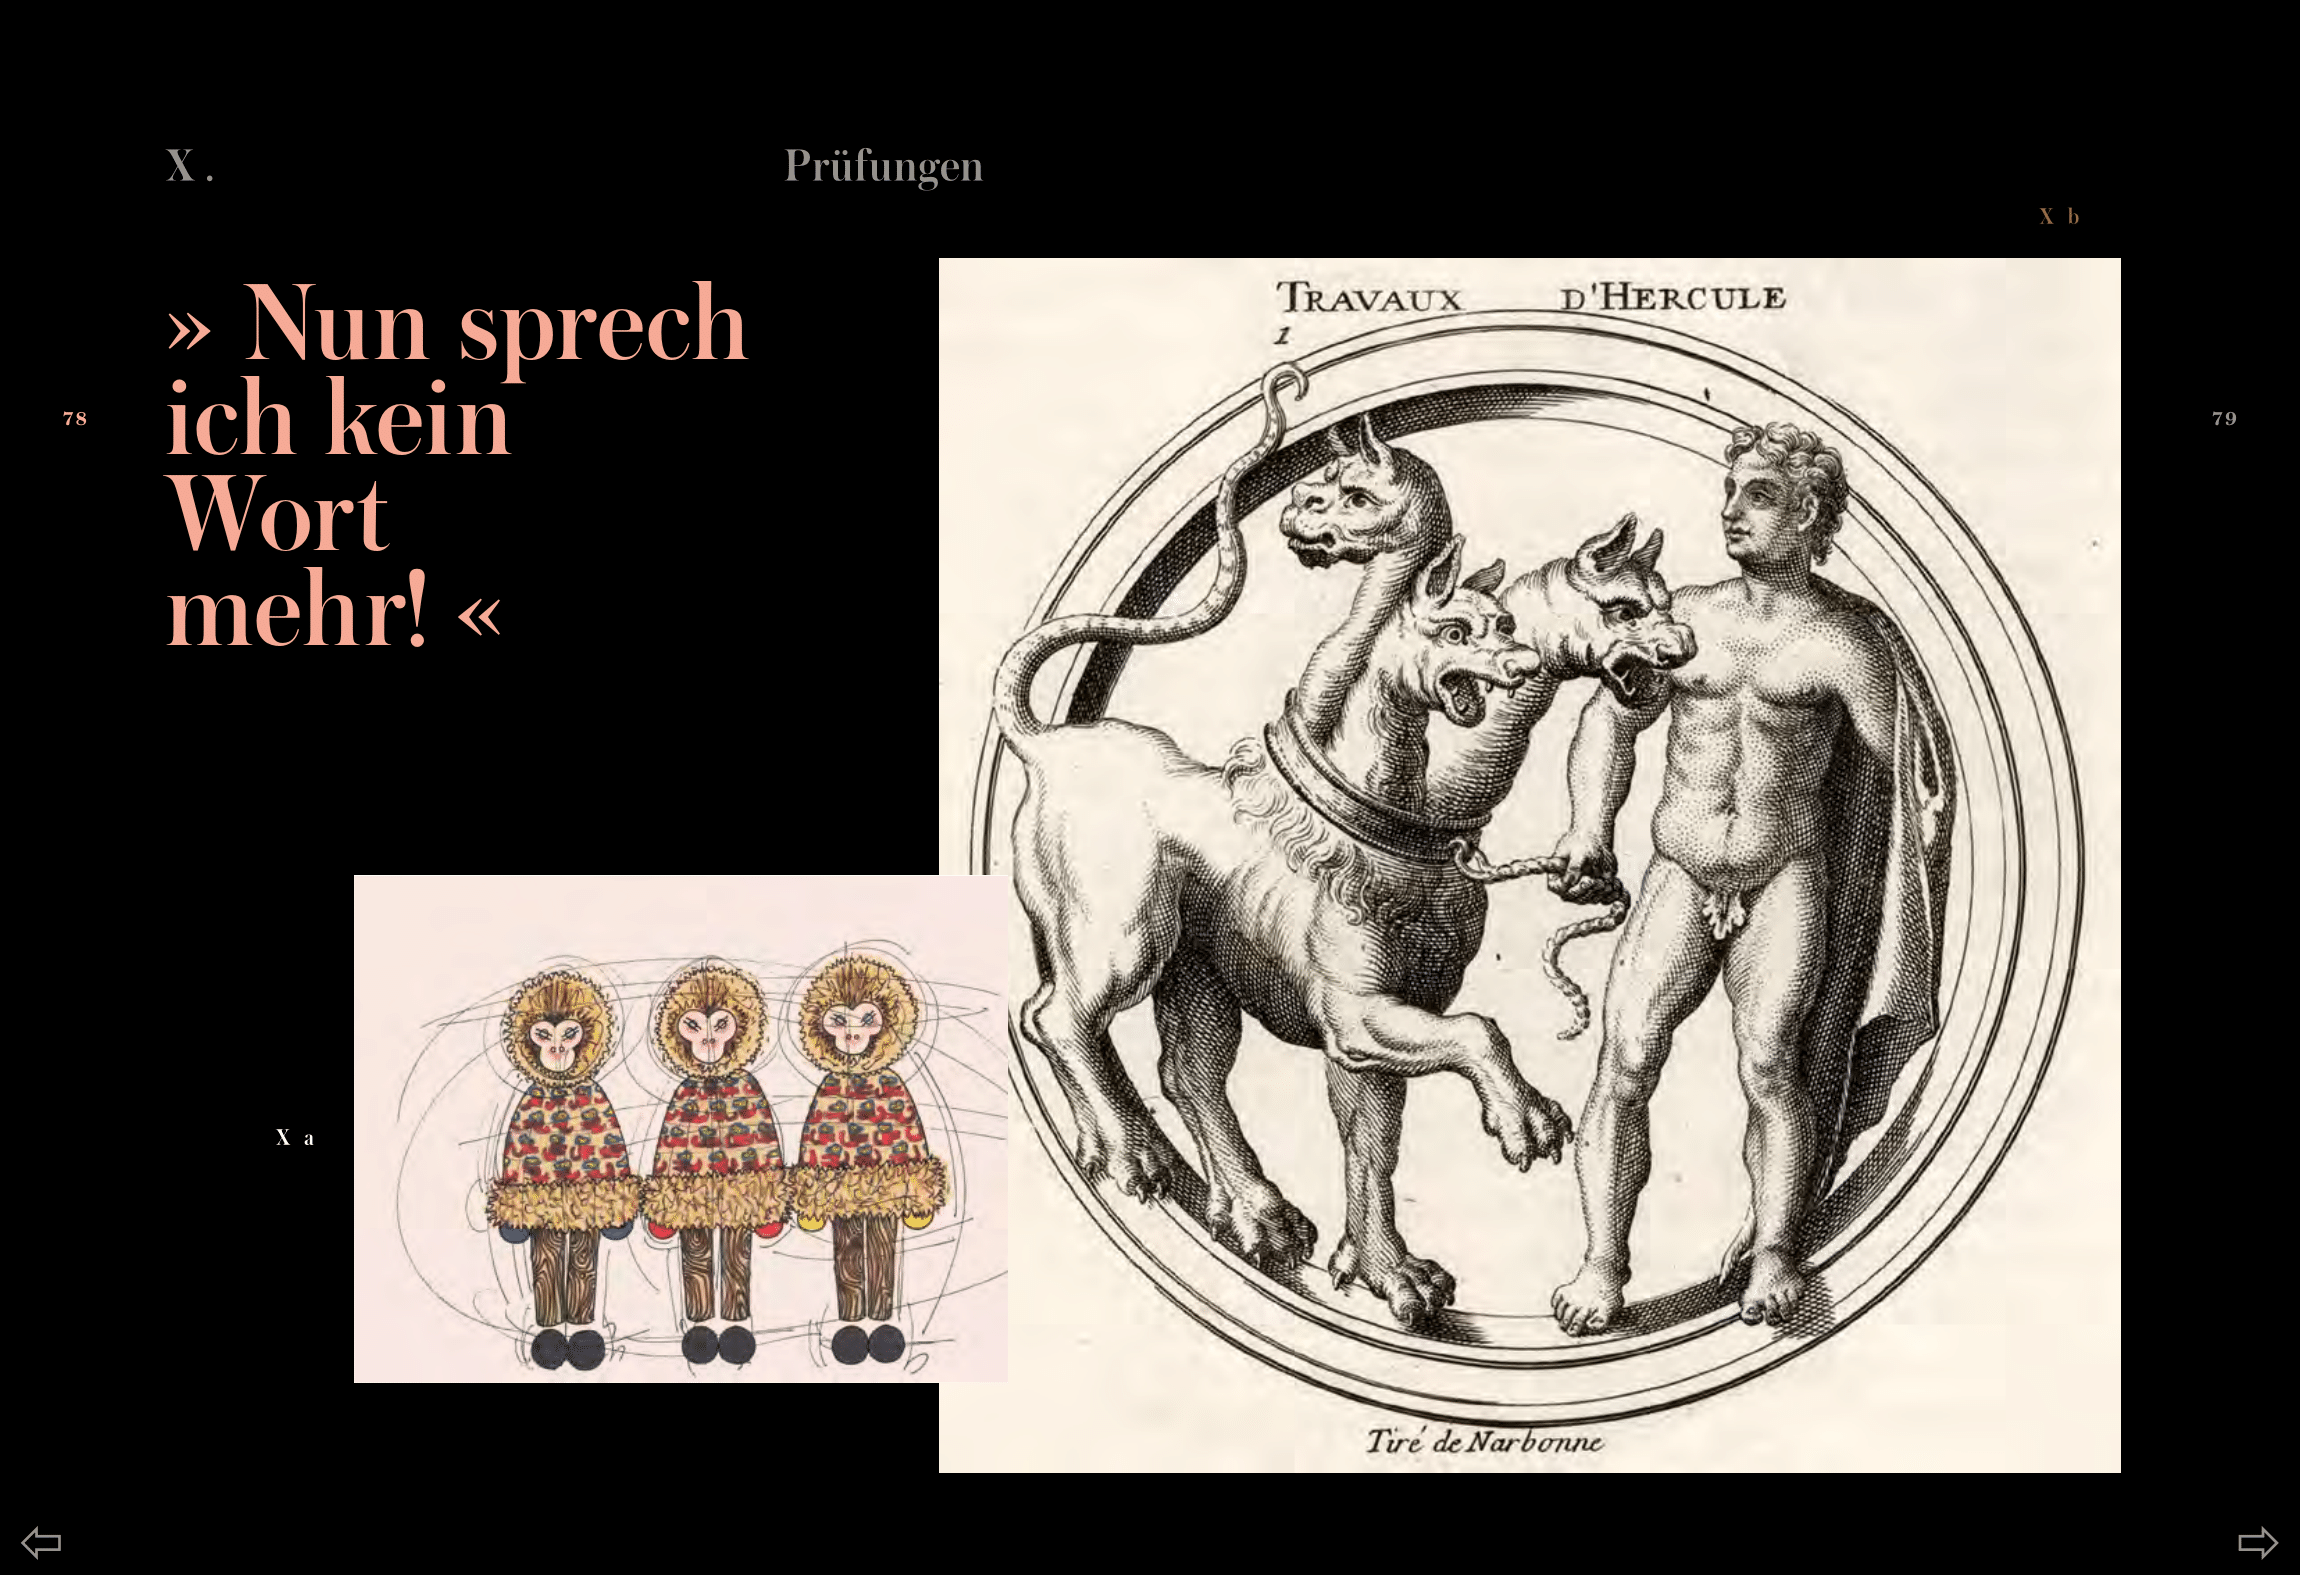 X .
Prüfungen
X b
» Nun sprech
ich kein
Wort
mehr! «
78
79
TRAVAUX D'HERCULE
1
X a
Tiré de Narbonne